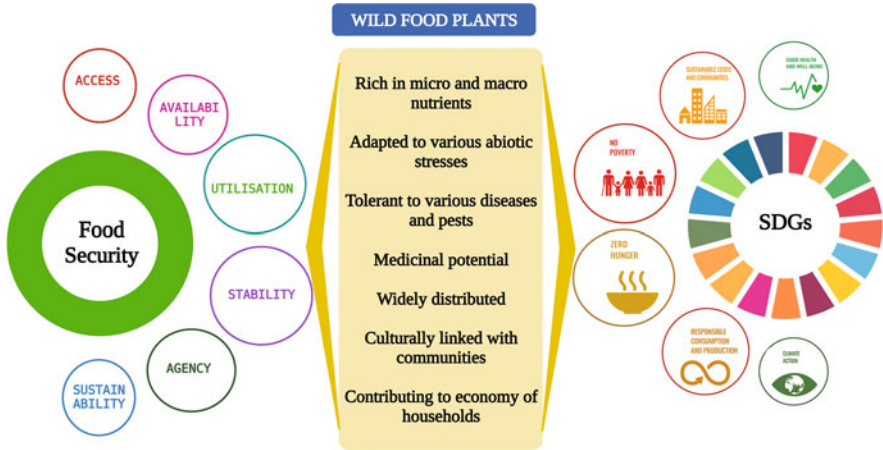 WILD FOOD PLANTS
ACCESS
AVAILABI
LITY
UTILISATION
STABILITY
AGENCY
SUSTAIN
ABILITY
Food
Security
Rich in micro and macro
nutrients
Adapted to various abiotic
stresses
Tolerant to various diseases
and pests
Medicinal potential
Widely distributed
Culturally linked with
communities
Contributing to economy of
households
SUSTAINABLE CITIES
AND COMMUNITIES
GOOD HEALTH
AND WELL-BEING
NO
POVERTY
ZERO
HUNGER
RESPONSIBLE
CONSUMPTION
AND PRODUCTION
CLIMATE
ACTION
SDGs